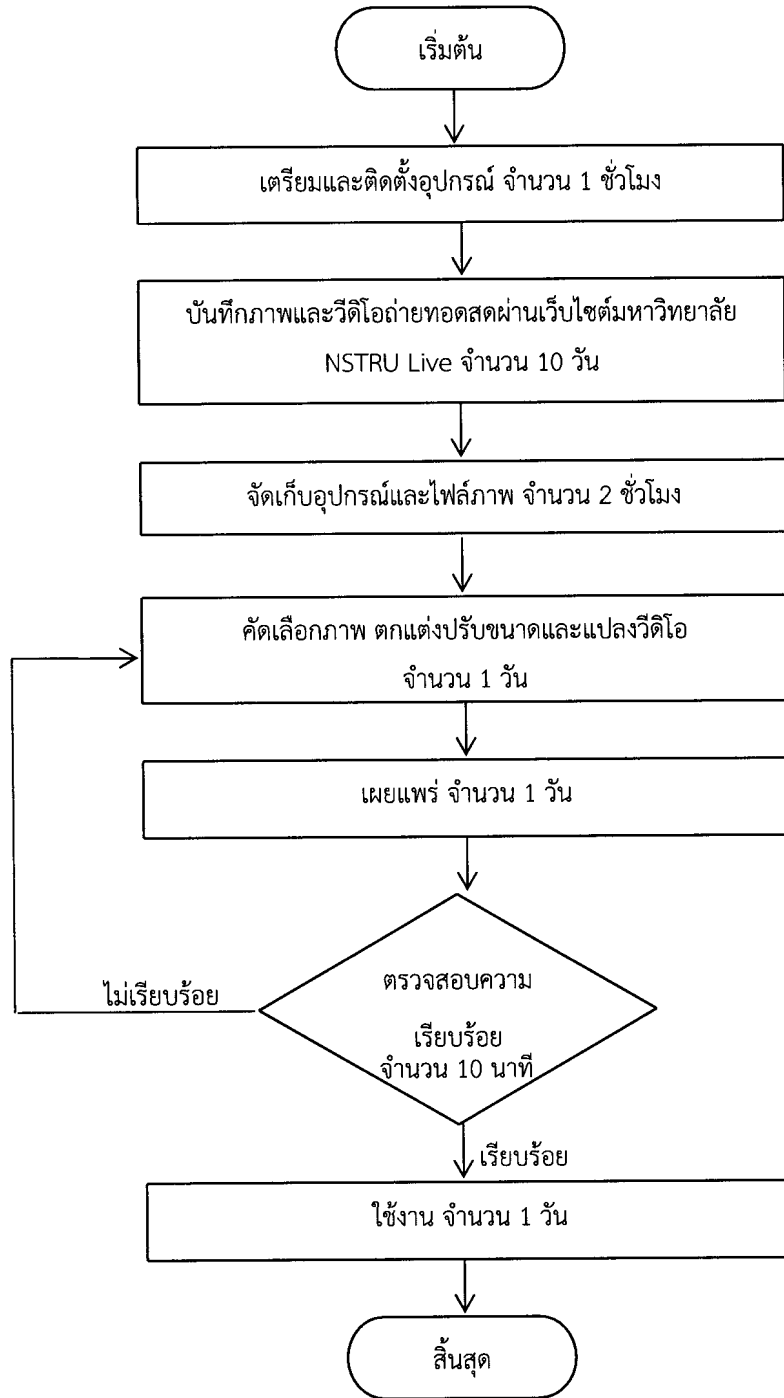 เริ่มต้น
เตรียมและติดตั้งอุปกรณ์ จำนวน 1 ชั่วโมง
บันทึกภาพและวีดิโอถ่ายทอดสดผ่านเว็บไซต์มหาวิทยาลัย
NSTRU Live จำนวน 10 วัน
จัดเก็บอุปกรณ์และไฟล์ภาพ จำนวน 2 ชั่วโมง
คัดเลือกภาพ ตกแต่งปรับขนาดและแปลงวีดิโอ
จำนวน 1 วัน
เผยแพร่ จำนวน 1 วัน
ตรวจสอบความ
เรียบร้อย
จำนวน 10 นาที
ไม่เรียบร้อย
เรียบร้อย
ใช้งาน จำนวน 1 วัน
สิ้นสุด